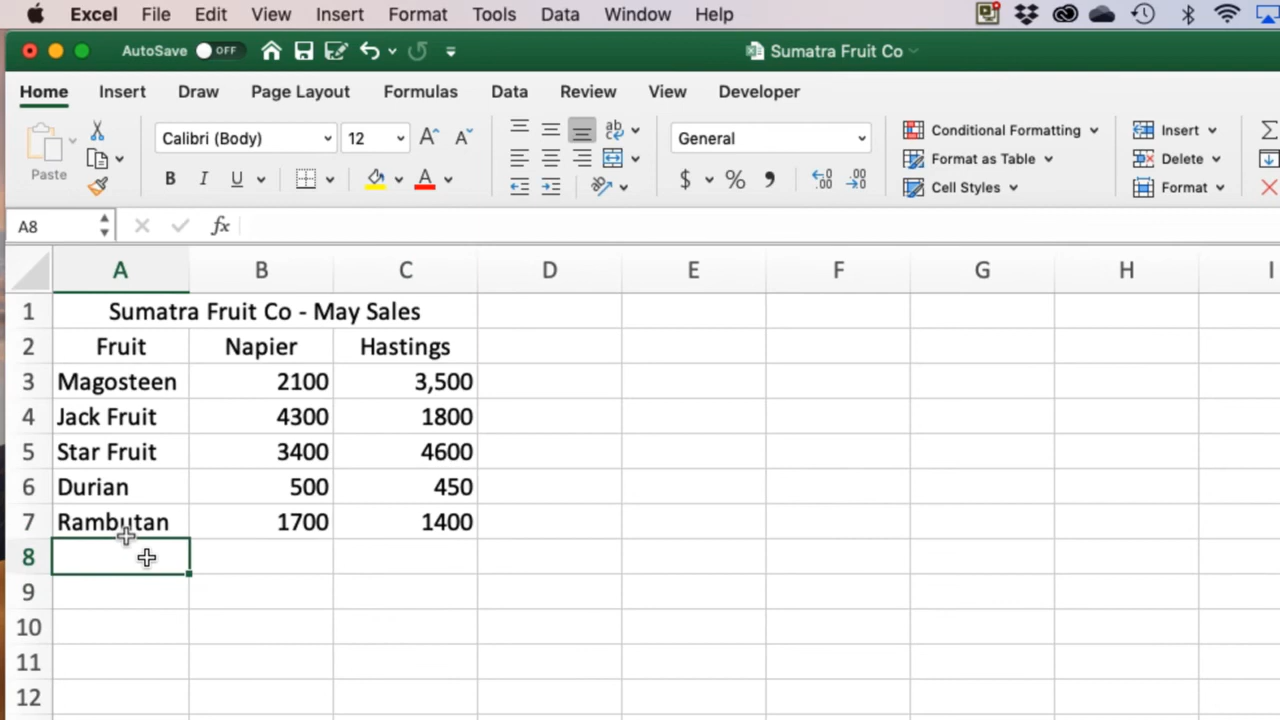 Excel File Edit View Insert Format Tools Data Window Help
AutoSave OFF Sumatra Fruit Co
Home Insert Draw Page Layout Formulas Data Review View Developer
Calibri (Body) 12 General Conditional Formatting Insert
Paste Format as Table Delete
B I U A $ % Cell Styles Format
A8 fx
A B C D E F G H I
1 Sumatra Fruit Co - May Sales
2 Fruit Napier Hastings
3 Magosteen 2100 3,500
4 Jack Fruit 4300 1800
5 Star Fruit 3400 4600
6 Durian 500 450
7 Rambutan 1700 1400
8
9
10
11
12